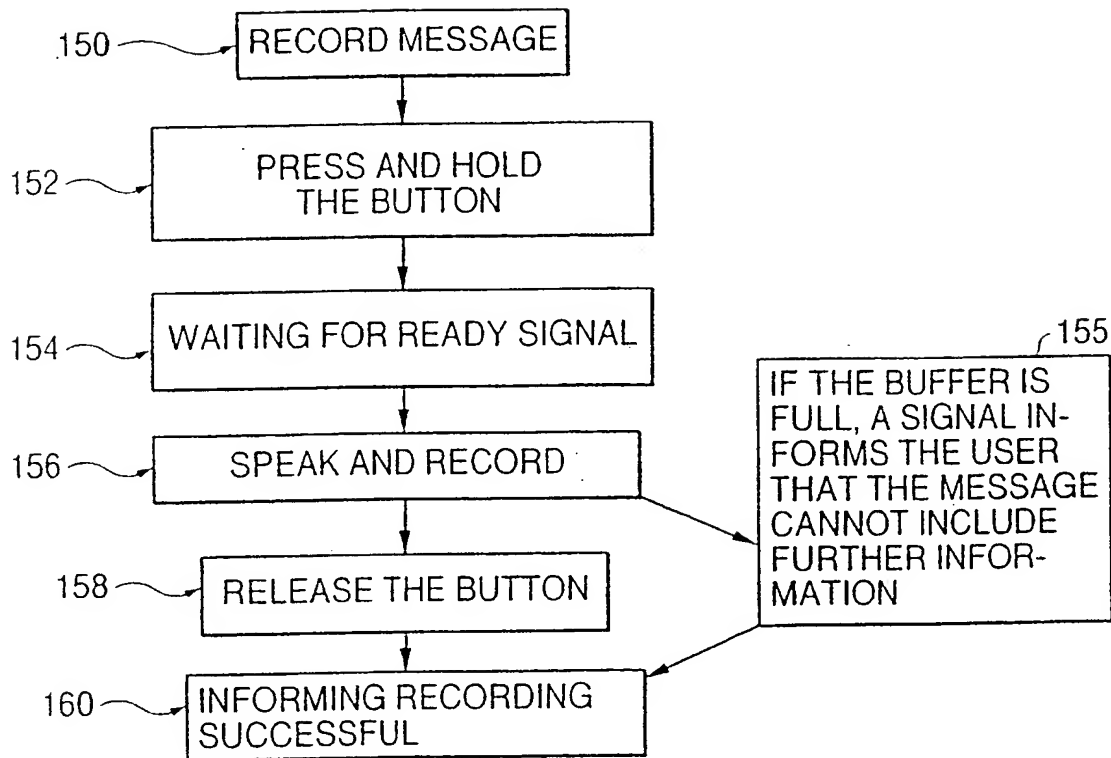 150
RECORD MESSAGE
152
PRESS AND HOLD
THE BUTTON
154
WAITING FOR READY SIGNAL
156
SPEAK AND RECORD
155
IF THE BUFFER IS
FULL, A SIGNAL IN-
FORMS THE USER
THAT THE MESSAGE
CANNOT INCLUDE
FURTHER INFOR-
MATION
158
RELEASE THE BUTTON
160
INFORMING RECORDING
SUCCESSFUL